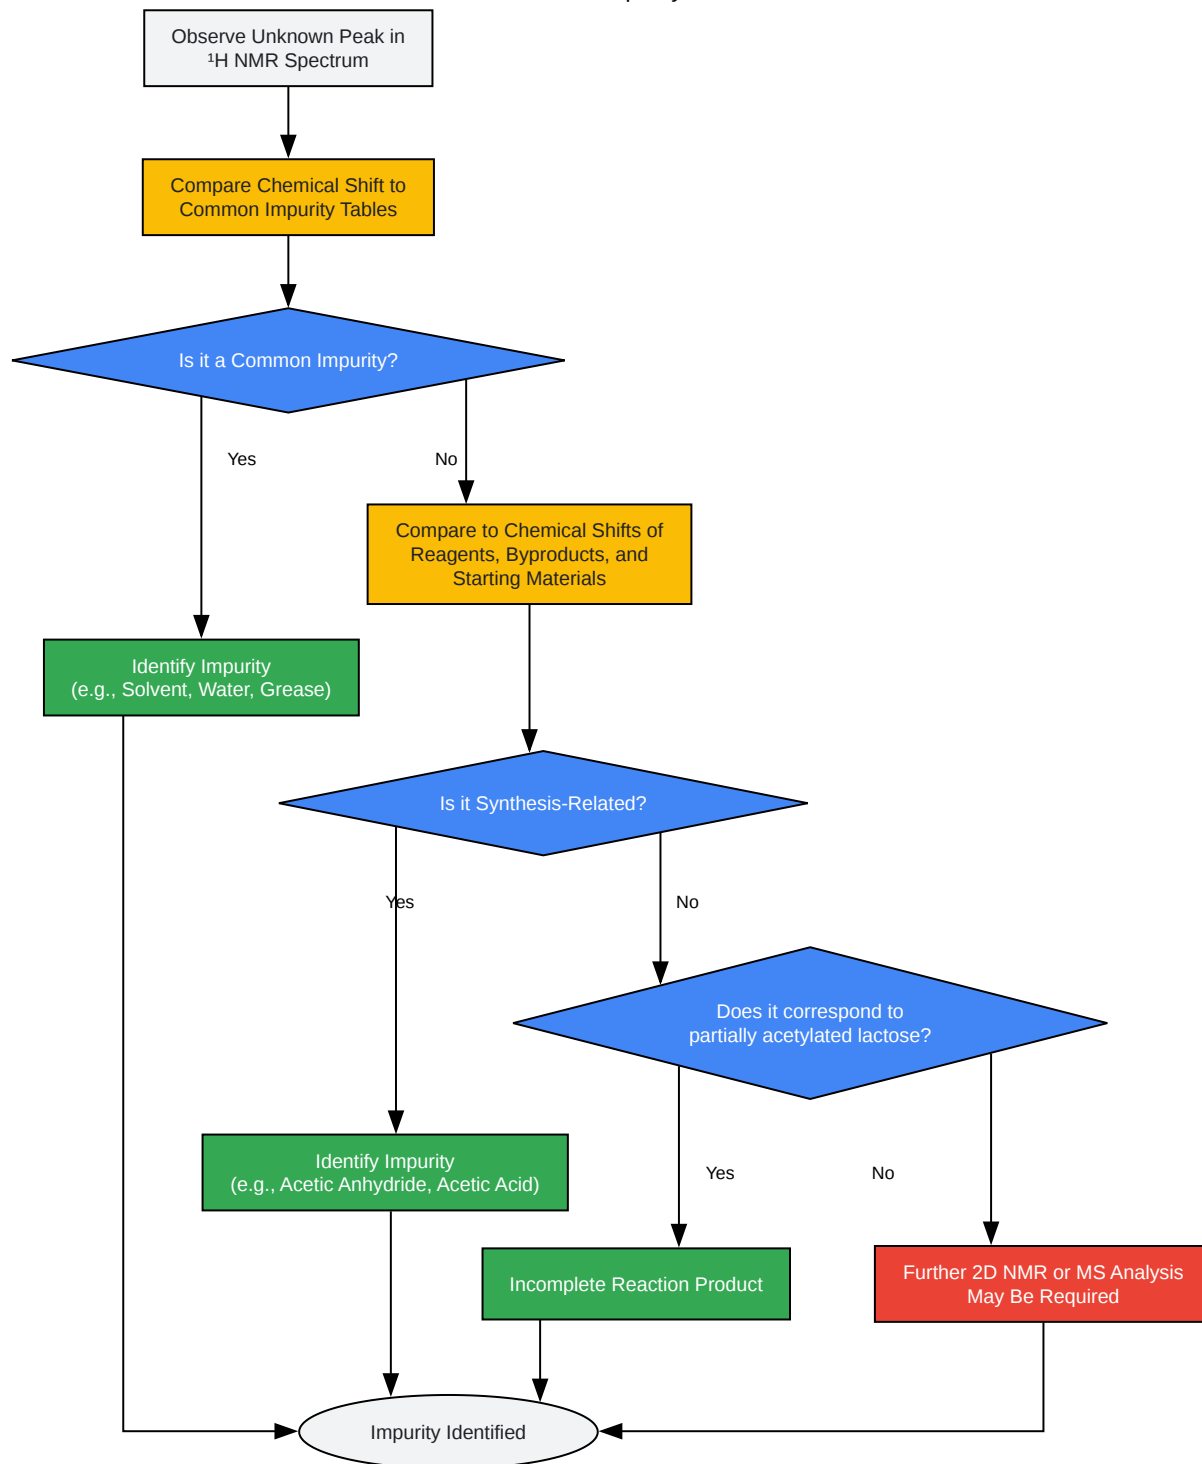 Observe Unknown Peak in
¹H NMR Spectrum
Compare Chemical Shift to
Common Impurity Tables
Is it a Common Impurity?
Yes
No
Compare to Chemical Shifts of
Reagents, Byproducts, and
Starting Materials
Identify Impurity
(e.g., Solvent, Water, Grease)
Is it Synthesis-Related?
Yes
No
Does it correspond to
partially acetylated lactose?
Identify Impurity
(e.g., Acetic Anhydride, Acetic Acid)
Yes
No
Incomplete Reaction Product
Further 2D NMR or MS Analysis
May Be Required
Impurity Identified